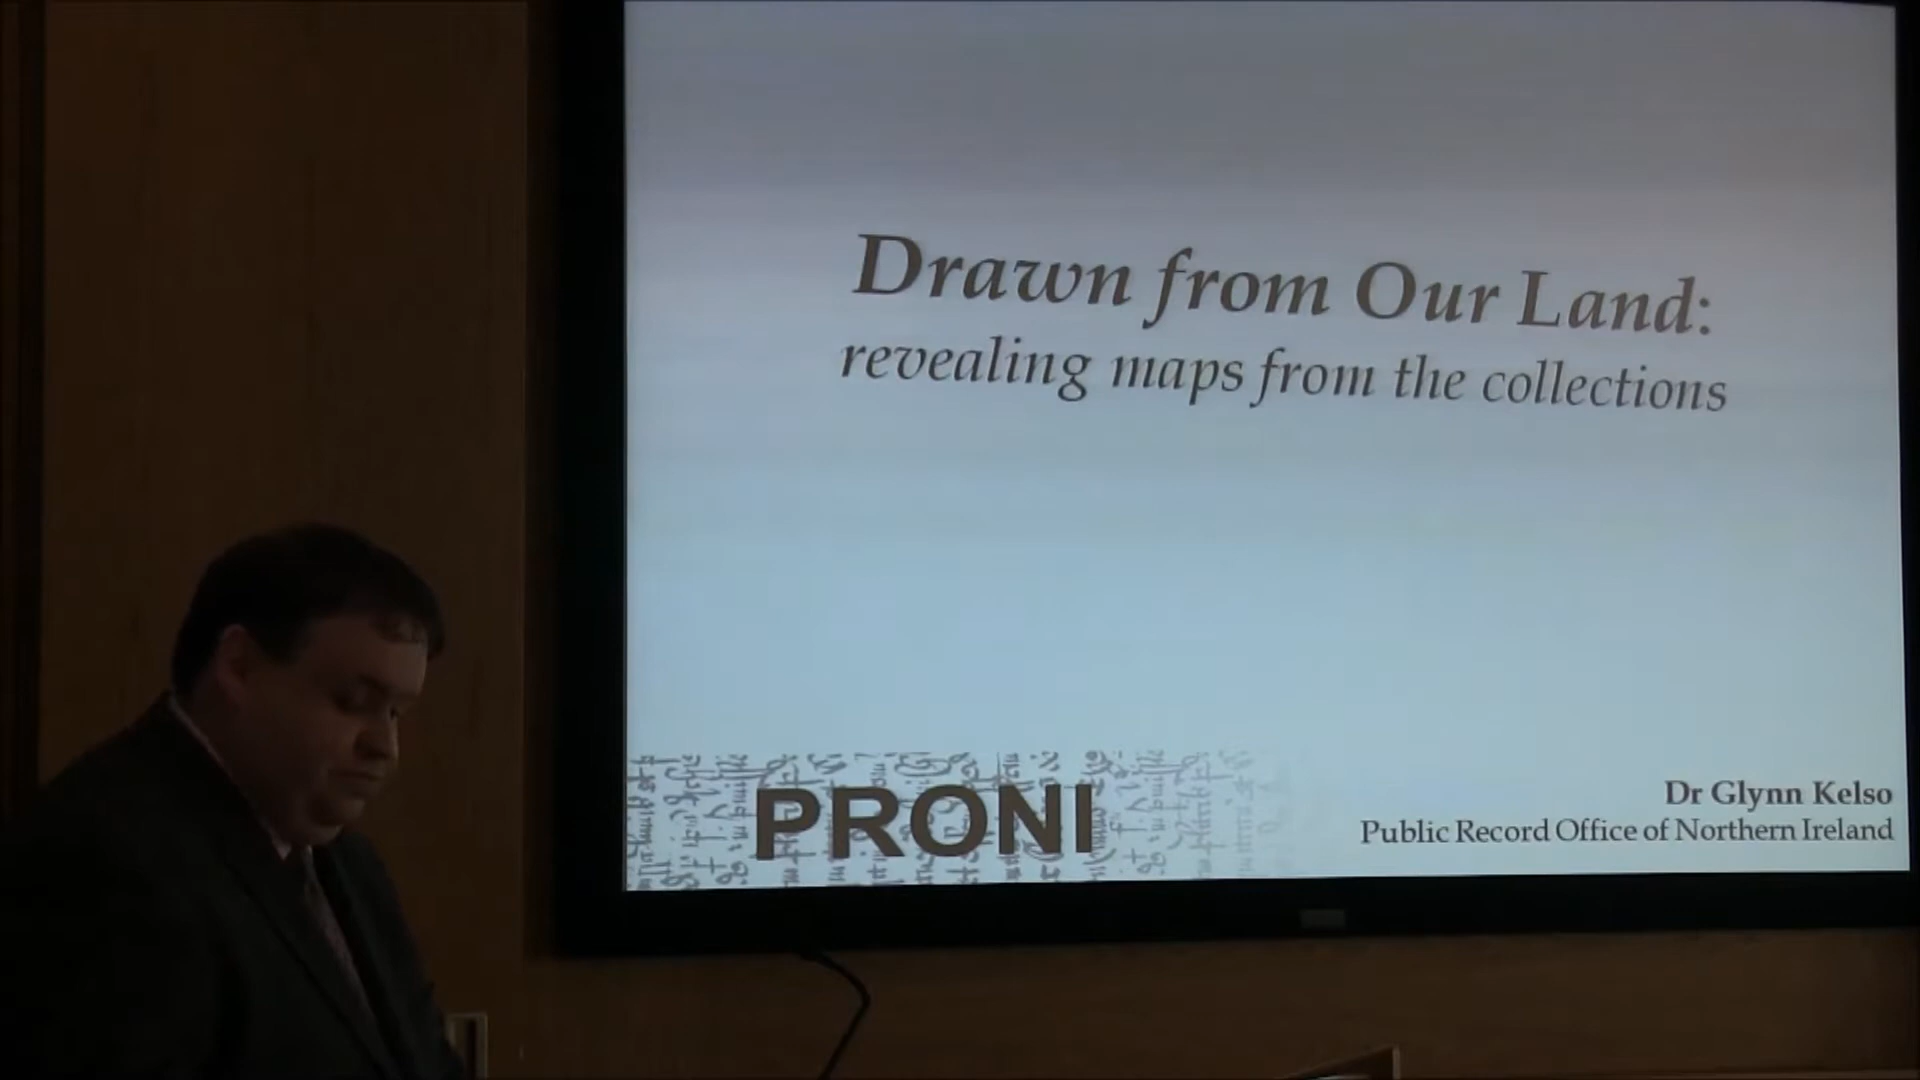 Drawn from Our Land:
revealing maps from the collections
PRONI
Dr Glynn Kelso
Public Record Office of Northern Ireland